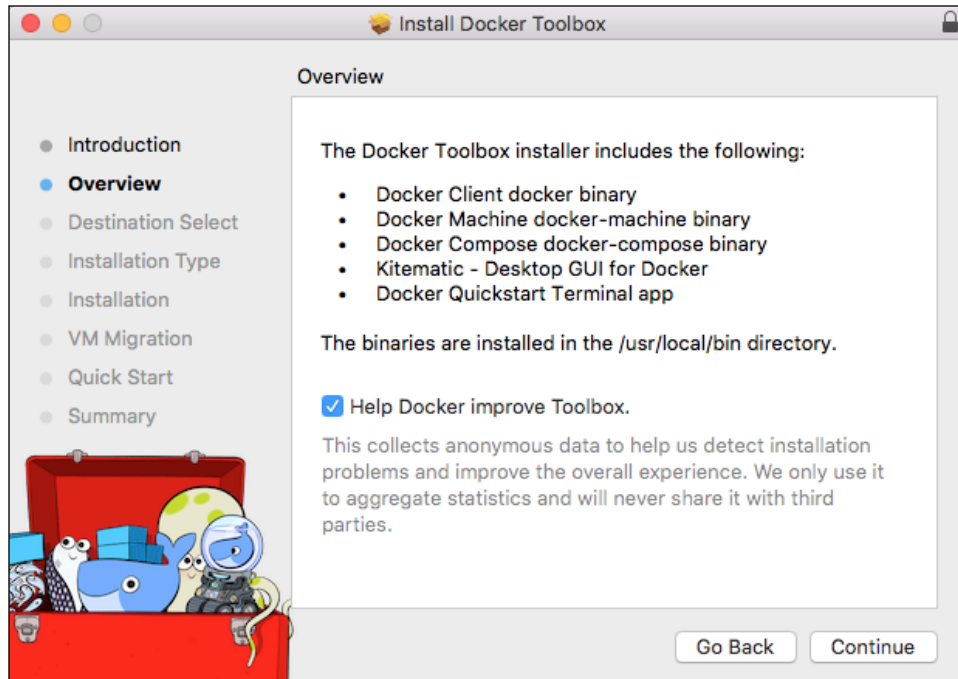 Install Docker Toolbox
Overview
Introduction
Overview
Destination Select
Installation Type
Installation
VM Migration
Quick Start
Summary
The Docker Toolbox installer includes the following:
• Docker Client docker binary
• Docker Machine docker-machine binary
• Docker Compose docker-compose binary
• Kitematic - Desktop GUI for Docker
• Docker Quickstart Terminal app
The binaries are installed in the /usr/local/bin directory.
Help Docker improve Toolbox.
This collects anonymous data to help us detect installation
problems and improve the overall experience. We only use it
to aggregate statistics and will never share it with third
parties.
Go Back
Continue